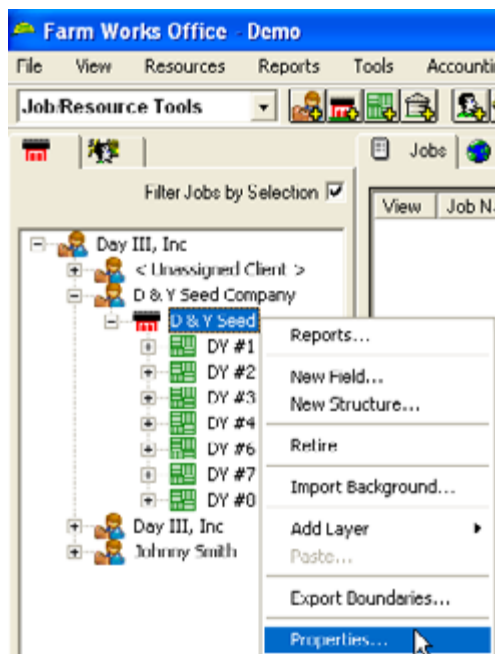 Farm Works Office - Demo
File View Resources Reports Tools Accounti
Job/Resource Tools
Jobs
Filter Jobs by Selection
View Job N
Day III, Inc
< Unassigned Client >
D & Y Seed Company
D & Y Seed
DY #1
DY #2
DY #3
DY #4
DY #6
DY #7
DY #0
Day III, Inc
Johnny Smith
Reports...
New Field...
New Structure...
Retire
Import Background...
Add Layer
Paste...
Export Boundaries...
Properties...